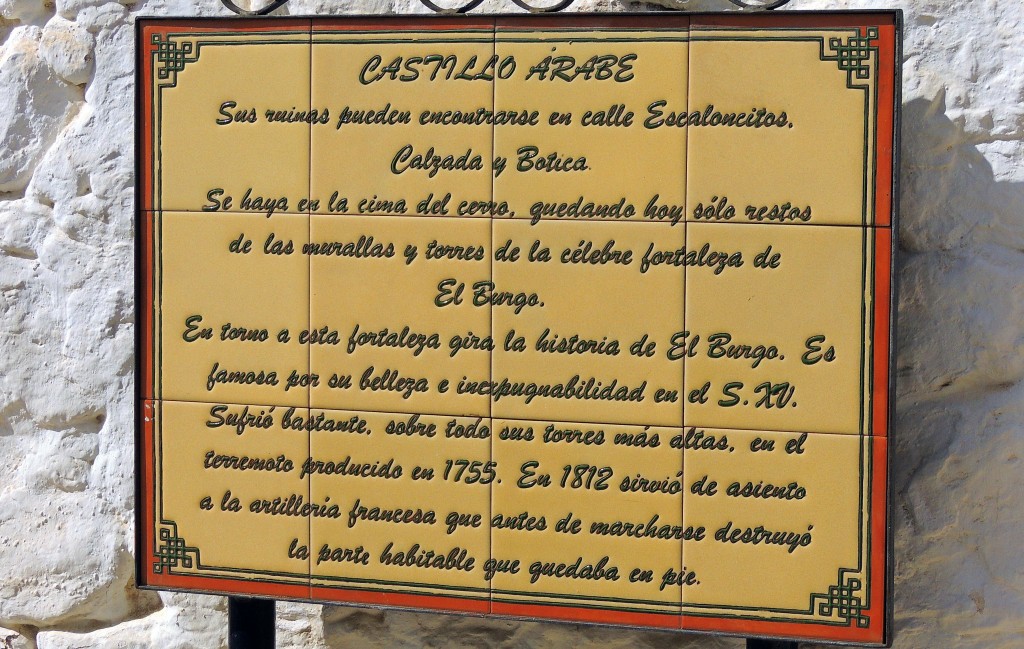 CASTILLO ÁRABE
Sus ruinas pueden encontrarse en calle Escaloncitos,
Calzada y Botica.
Se haya en la cima del cerro, quedando hoy sólo restos
de las murallas y torres de la célebre fortaleza de
El Burgo.
En torno a esta fortaleza gira la historia de El Burgo. Es
famosa por su belleza e inexpugnabilidad en el S.XV.
Sufrió bastante, sobre todo sus torres más altas, en el
terremoto producido en 1755. En 1812 sirvió de asiento
a la artillería francesa que antes de marcharse destruyó
la parte habitable que quedaba en pie.